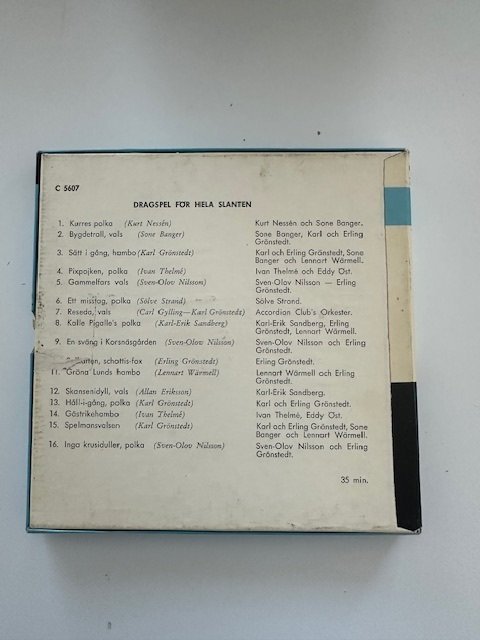 C 5607
DRAGSPEL FÖR HELA SLANTEN
1. Kurres polka (Kurt Nessén) Kurt Nessén och Sone Banger.
2. Bygdetroll, vals (Sone Banger) Sone Banger, Karl och Erling
Grönstedt.
3. Sätt i gång, hambo (Karl Grönstedt) Karl och Erling Grönstedt, Sone
Banger och Lennart Wärmell.
4. Pixpojken, polka (Ivan Thelmé) Ivan Thelmé och Eddy Öst.
5. Gammelfars vals (Sven-Olov Nilsson) Sven-Olov Nilsson — Erling
Grönstedt.
6. Ett misstag, polka (Sölve Strand) Sölve Strand.
7. Reseda, vals (Carl Gylling—Karl Grönstedt) Accordian Club's Orkester.
8. Kalle Pigalle's polka (Karl-Erik Sandberg) Karl-Erik Sandberg, Erling
Grönstedt, Lennart Wärmell.
9. En sväng i Korsnäsgården (Sven-Olov Nilsson) Sven-Olov Nilsson och Erling
Grönstedt.
schottis-fox (Erling Grönstedt) Erling Grönstedt.
11. Gröna Lunds hambo (Lennart Wärmell) Lennart Wärmell och Erling
Grönstedt.
12. Skansenidyll, vals (Allan Eriksson) Karl-Erik Sandberg.
13. Håll-i-gång, polka (Karl Grönstedt) Karl och Erling Grönstedt.
14. Gästrikehambo (Ivan Thelmé) Ivan Thelmé, Eddy Öst.
15. Spelmansvalsen (Karl Grönstedt) Karl och Erling Grönstedt, Sone
Banger och Lennart Wärmell.
16. Inga krusiduller, polka (Sven-Olov Nilsson) Sven-Olov Nilsson och Erling
Grönstedt.
35 min.